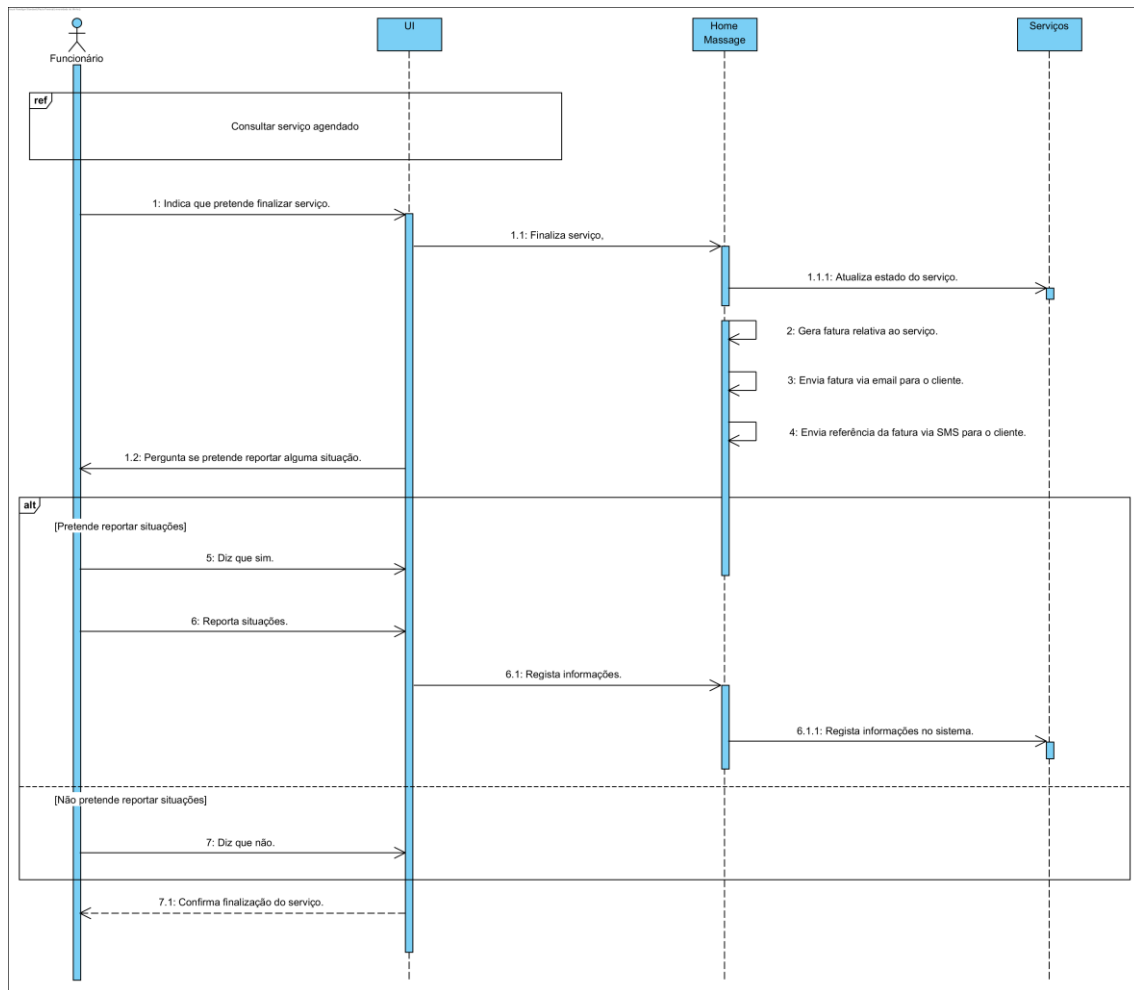 UI
Home
Massage
Serviços
Funcionário
ref
Consultar serviço agendado
1: Indica que pretende finalizar serviço.
1.1: Finaliza serviço,
1.1.1: Atualiza estado do serviço.
2: Gera fatura relativa ao serviço.
3: Envia fatura via email para o cliente.
4: Envia referência da fatura via SMS para o cliente.
1.2: Pergunta se pretende reportar alguma situação.
alt
[Pretende reportar situações]
5: Diz que sim.
6: Reporta situações.
6.1: Regista informações.
6.1.1: Regista informações no sistema.
[Não pretende reportar situações]
7: Diz que não.
7.1: Confirma finalização do serviço.